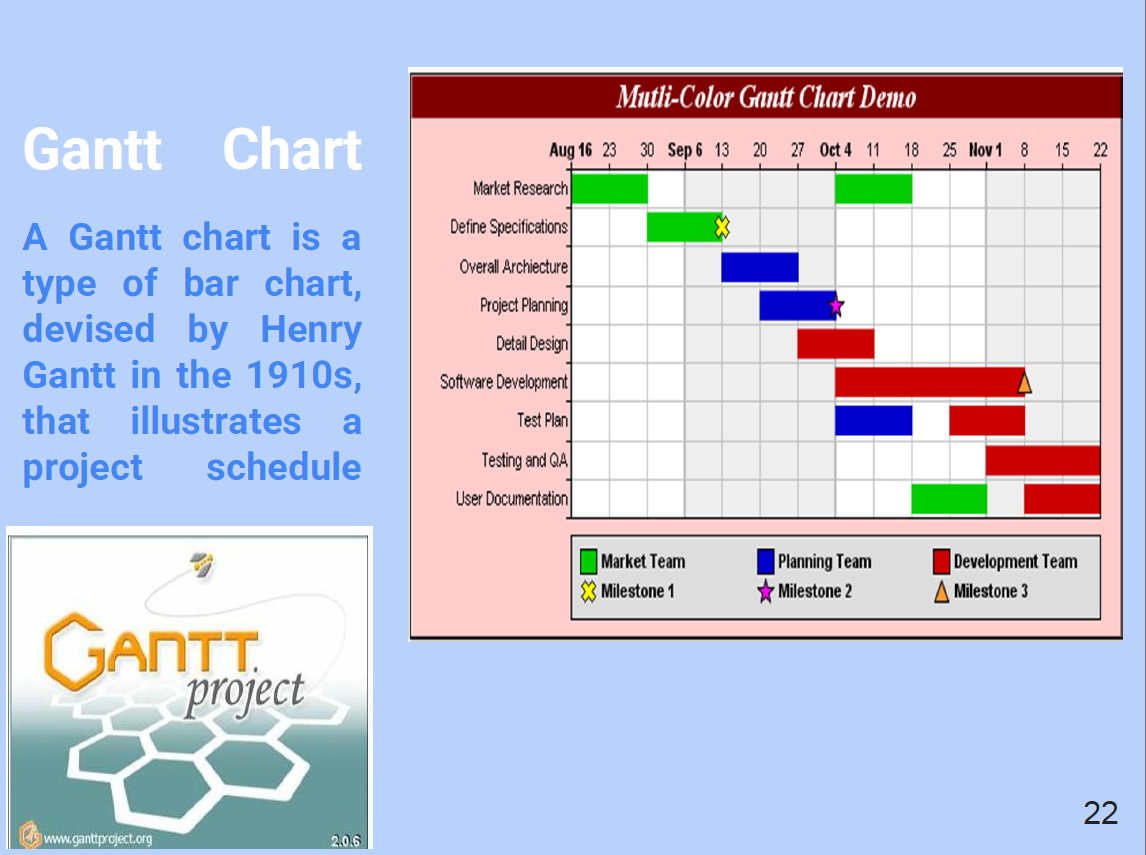 Gantt Chart
A Gantt chart is a
type of bar chart,
devised by Henry
Gantt in the 1910s,
that illustrates a
project schedule
Mutli-Color Gantt Chart Demo
Aug 16 23 30 Sep 6 13 20 27 Oct 4 11 18 25 Nov 1 8 15 22
Market Research
Define Specifications
Overall Archiecture
Project Planning
Detail Design
Software Development
Test Plan
Testing and QA
User Documentation
Market Team Planning Team Development Team
Milestone 1 Milestone 2 Milestone 3
GANTT
project
www.ganttproject.org
2.0.6
22